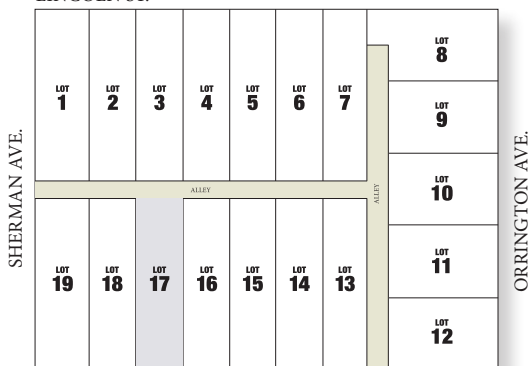 LINCOLN ST.
LOT
1
LOT
2
LOT
3
LOT
4
LOT
5
LOT
6
LOT
7
LOT
8
LOT
9
LOT
10
LOT
11
LOT
12
ALLEY
ALLEY
LOT
19
LOT
18
LOT
17
LOT
16
LOT
15
LOT
14
LOT
13
SHERMAN AVE.
ORRINGTON AVE.